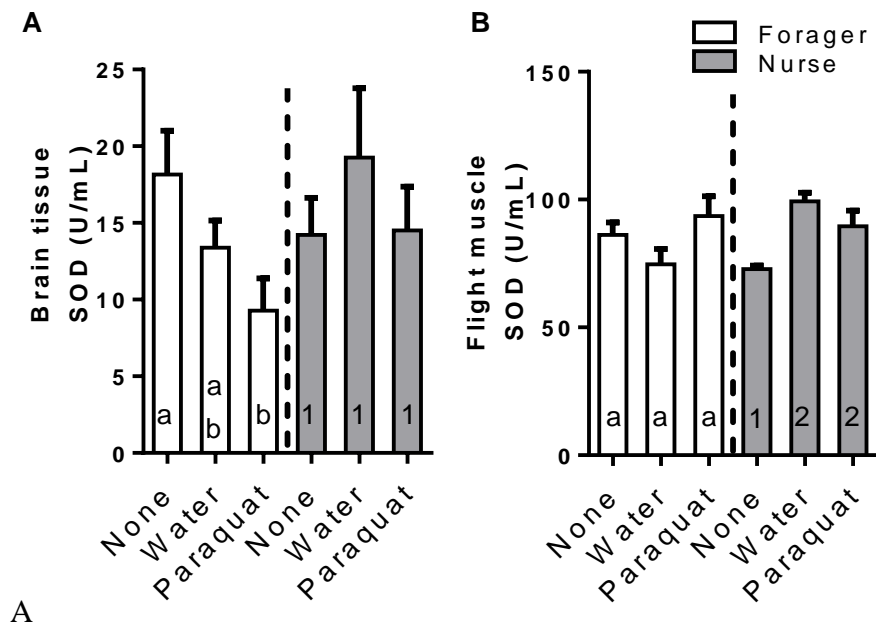 A
Brain tissue
SOD (U/mL)
25
20
15
10
5
0
a
a
b
b
1
1
1
None
Water
Paraquat
None
Water
Paraquat
B
Forager
Nurse
Flight muscle
SOD (U/mL)
150
100
50
0
a
a
a
1
2
2
None
Water
Paraquat
None
Water
Paraquat
A